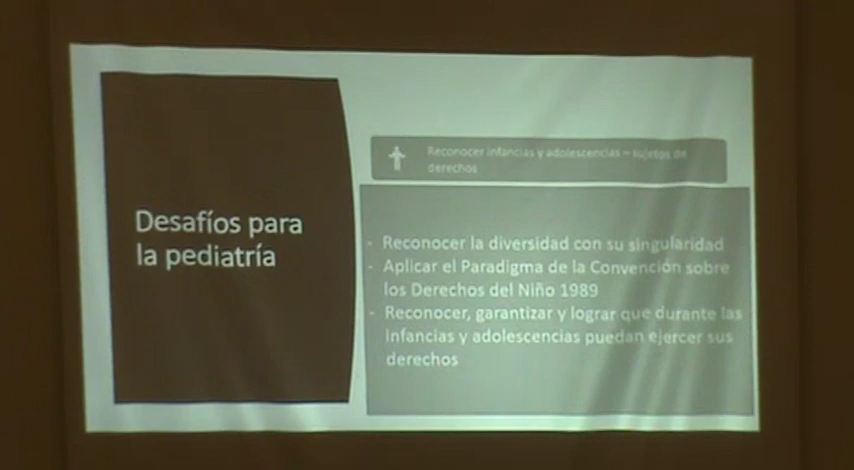 Desafíos para
la pediatría
Reconocer infancias y adolescencias – sujetos de
derechos
- Reconocer la diversidad con su singularidad
- Aplicar el Paradigma de la Convención sobre
los Derechos del Niño 1989
- Reconocer, garantizar y lograr que durante las
infancias y adolescencias puedan ejercer sus
derechos